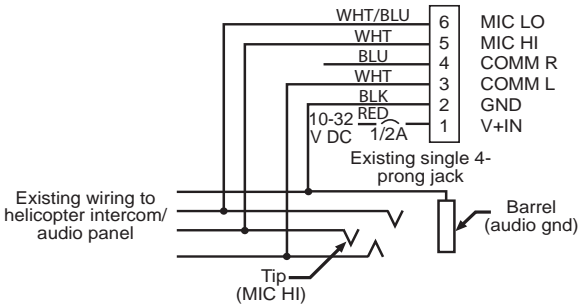 WHT/BLU 6 MIC LO
WHT 5 MIC HI
BLU 4 COMM R
WHT 3 COMM L
BLK 2 GND
10-32 V DC RED 1/2A 1 V+IN
Existing single 4-
prong jack
Existing wiring to
helicopter intercom/
audio panel
Barrel
(audio gnd)
Tip
(MIC HI)